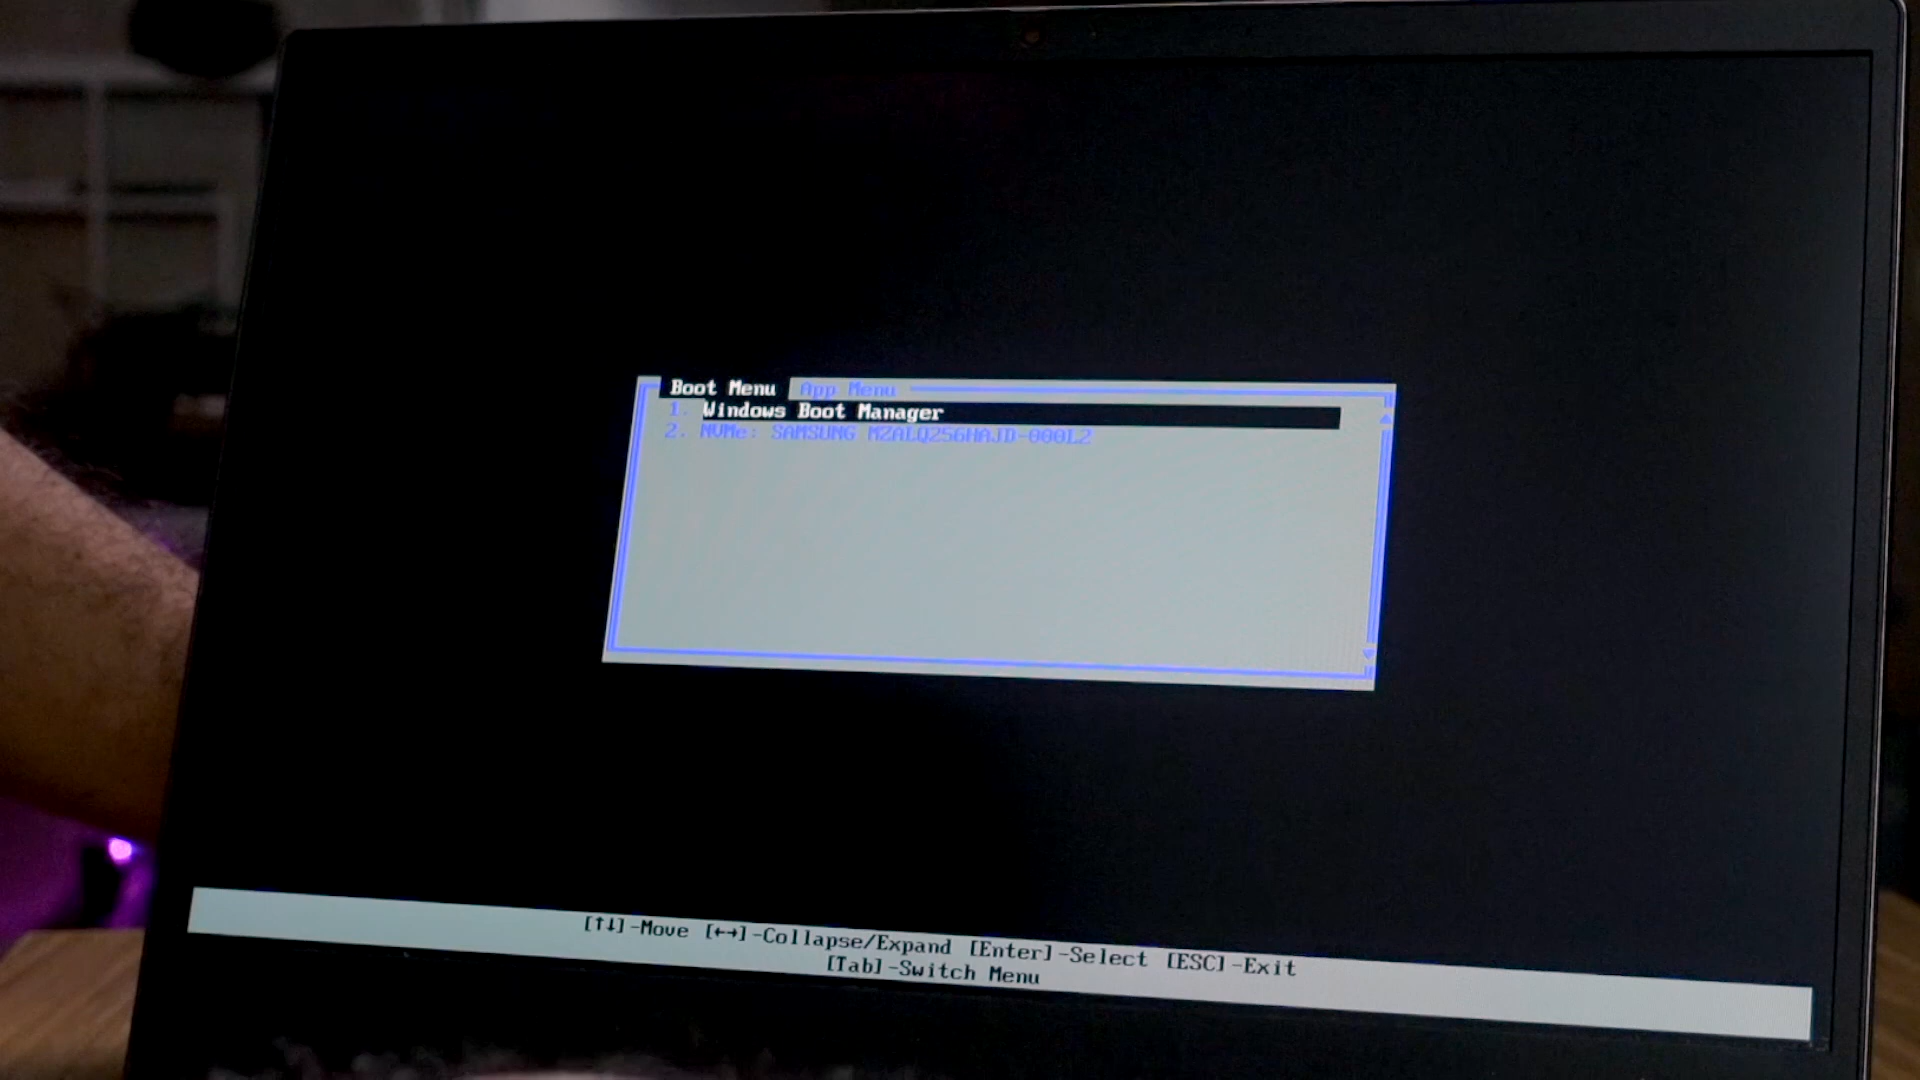 Boot Menu App Menu
1. Windows Boot Manager
2. NVMe: SAMSUNG MZALQ256HAJD-000L2
[↑↓]-Move [←→]-Collapse/Expand [Enter]-Select [ESC]-Exit
[Tab]-Switch Menu